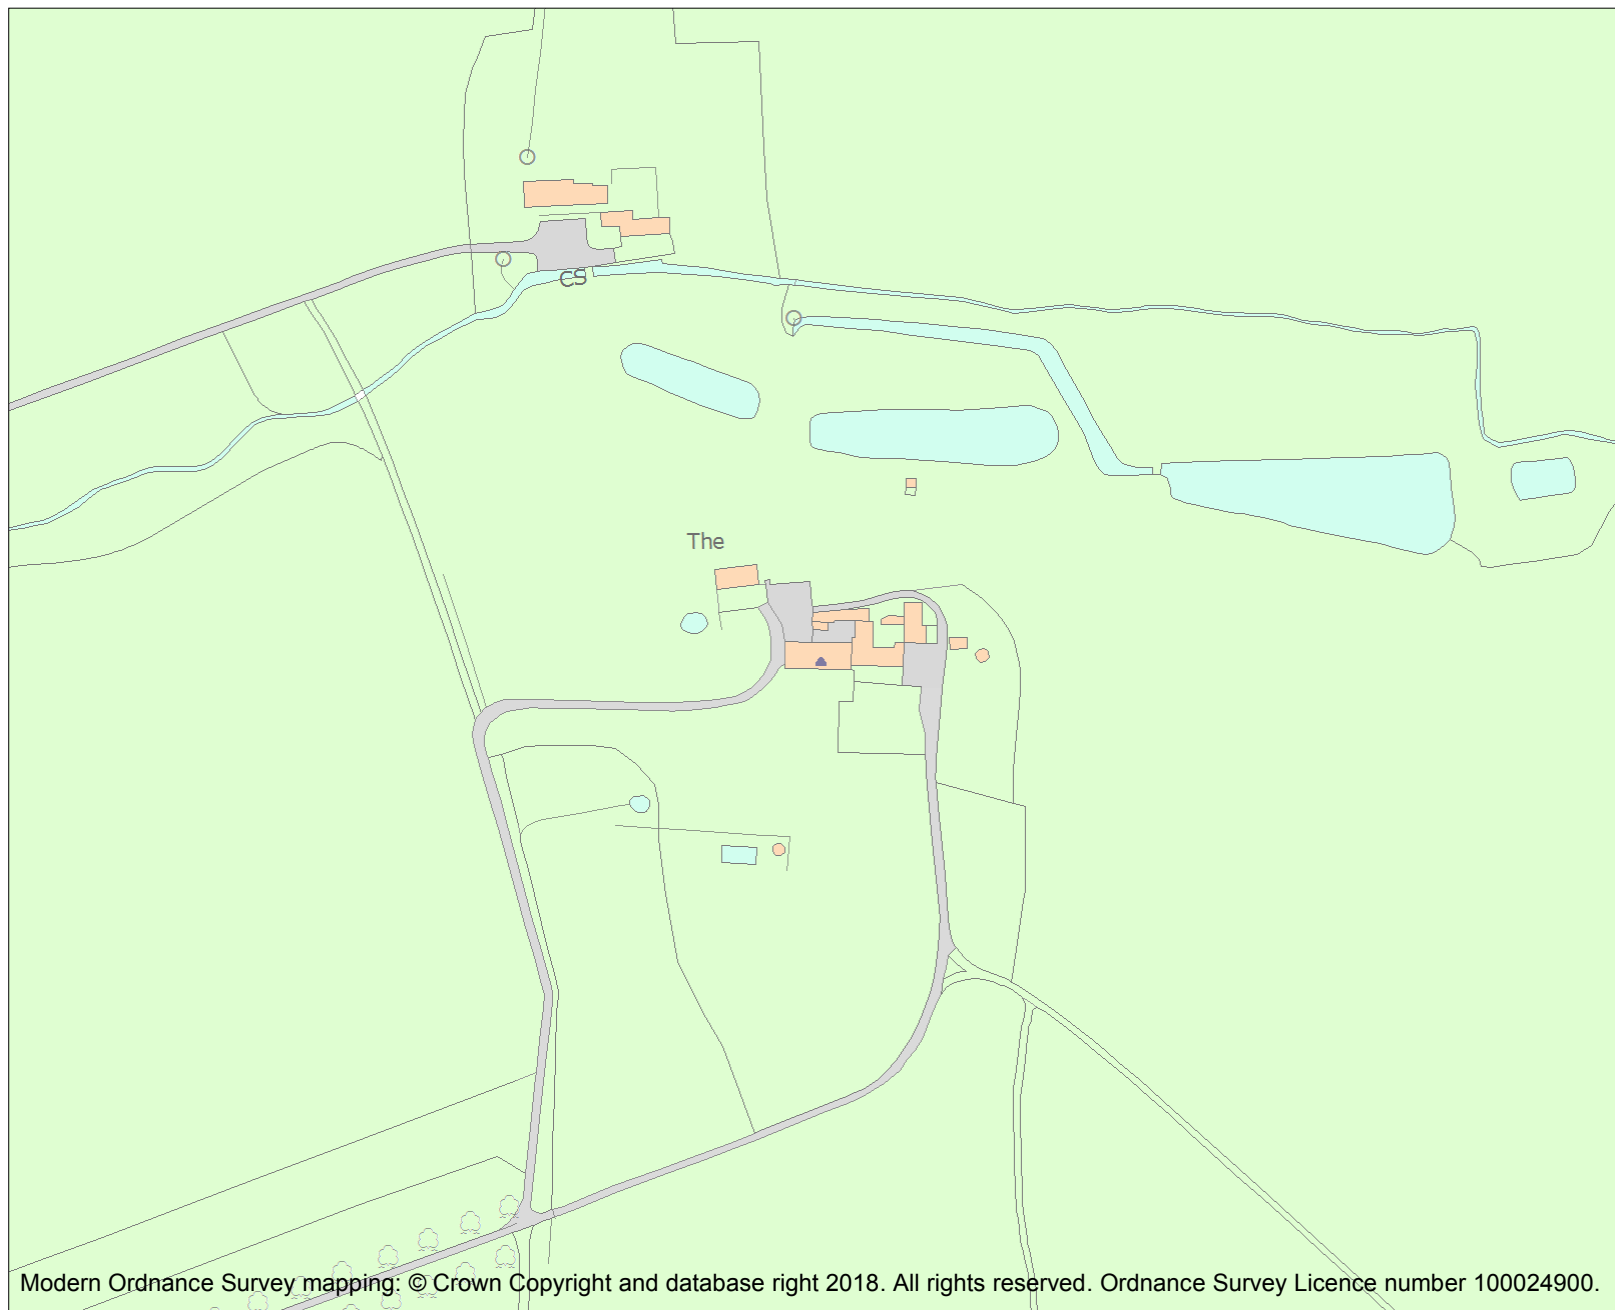 CS
The
Modern Ordnance Survey mapping: © Crown Copyright and database right 2018. All rights reserved. Ordnance Survey Licence number 100024900.